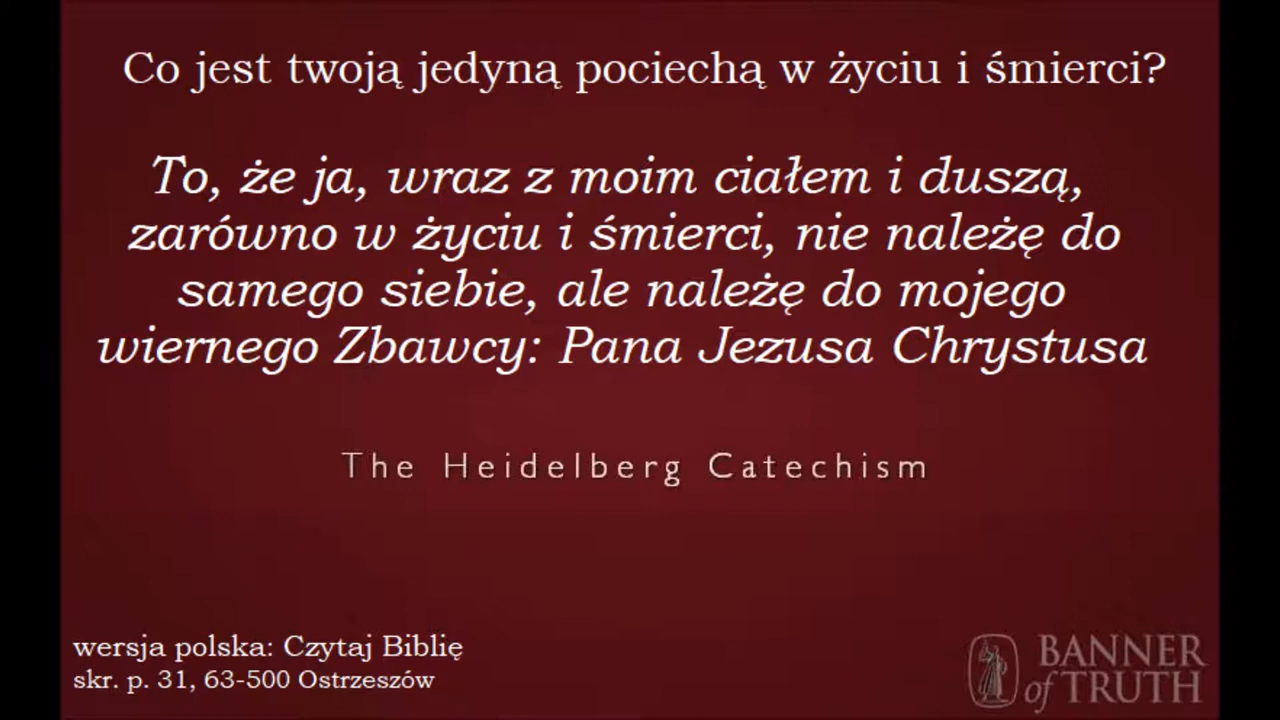 Co jest twoją jedyną pociechą w życiu i śmierci?
To, że ja, wraz z moim ciałem i duszą,
zarówno w życiu i śmierci, nie należę do
samego siebie, ale należę do mojego
wiernego Zbawcy: Pana Jezusa Chrystusa
The Heidelberg Catechism
wersja polska: Czytaj Biblię
skr. p. 31, 63-500 Ostrzeszów
BANNER
of TRUTH